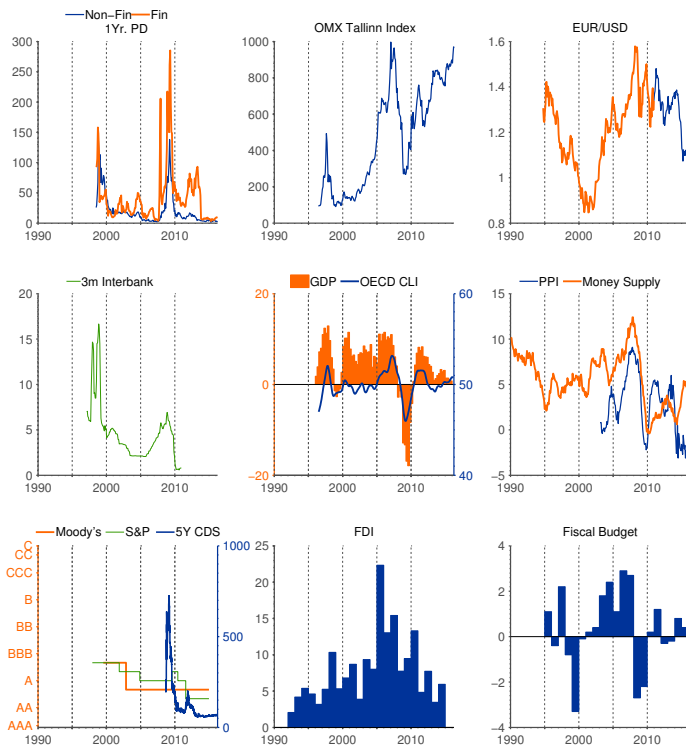 Non−Fin Fin
1Yr. PD
300
250
200
150
100
50
0
1990 2000 2010
OMX Tallinn Index
1000
800
600
400
200
0
1990 2000 2010
EUR/USD
1.6
1.4
1.2
1
0.8
1990 2000 2010
3m Interbank
20
15
10
5
0
1990 2000 2010
GDP OECD CLI
20 60
0 50
−20 40
1990 2000 2010
PPI Money Supply
15
10
5
0
−5
1990 2000 2010
Moody's S&P 5Y CDS
C 1000
CC
CCC
B
BB 500
BBB
A
AA
AAA 0
1990 2000 2010
FDI
25
20
15
10
5
0
1990 2000 2010
Fiscal Budget
4
2
0
−2
−4
1990 2000 2010